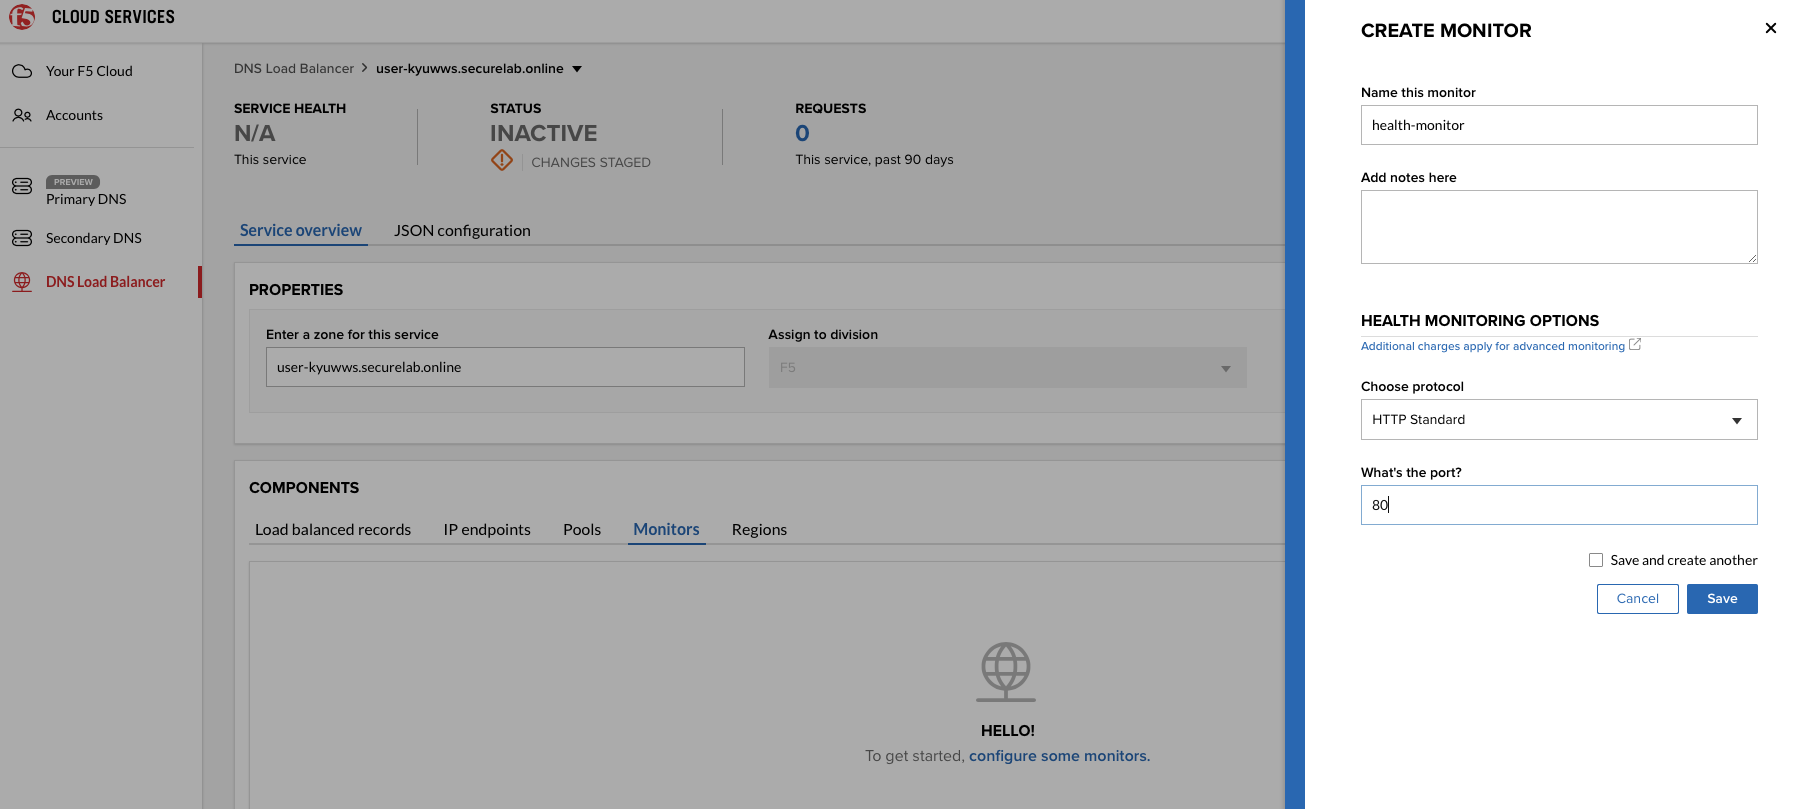 f5 CLOUD SERVICES
Your F5 Cloud
Accounts
PREVIEW
Primary DNS
Secondary DNS
DNS Load Balancer
DNS Load Balancer > user-kyuwws.securelab.online
SERVICE HEALTH
N/A
This service
STATUS
INACTIVE
CHANGES STAGED
REQUESTS
0
This service, past 90 days
Service overview JSON configuration
PROPERTIES
Enter a zone for this service
user-kyuwws.securelab.online
Assign to division
F5
COMPONENTS
Load balanced records IP endpoints Pools Monitors Regions
HELLO!
To get started, configure some monitors.
CREATE MONITOR
Name this monitor
health-monitor
Add notes here
HEALTH MONITORING OPTIONS
Additional charges apply for advanced monitoring
Choose protocol
HTTP Standard
What's the port?
80
Save and create another
Cancel Save